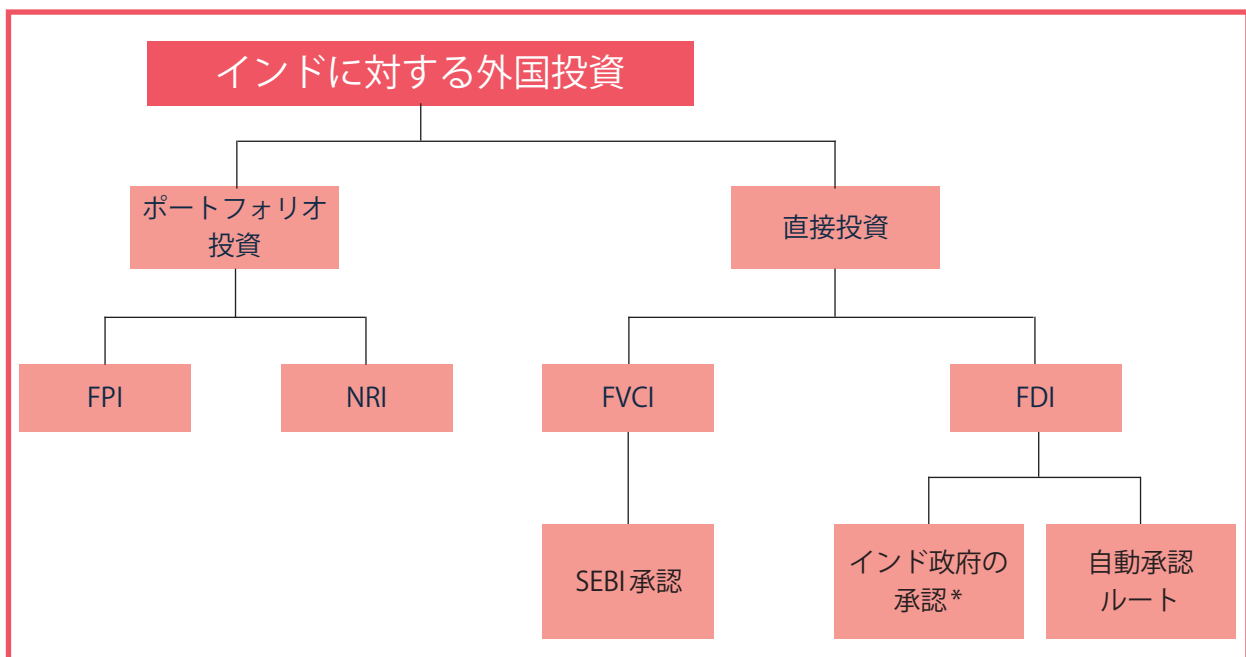 インドに対する外国投資
ポートフォリオ
投資
直接投資
FPI
NRI
FVCI
FDI
SEBI 承認
インド政府の
承認*
自動承認
ルート